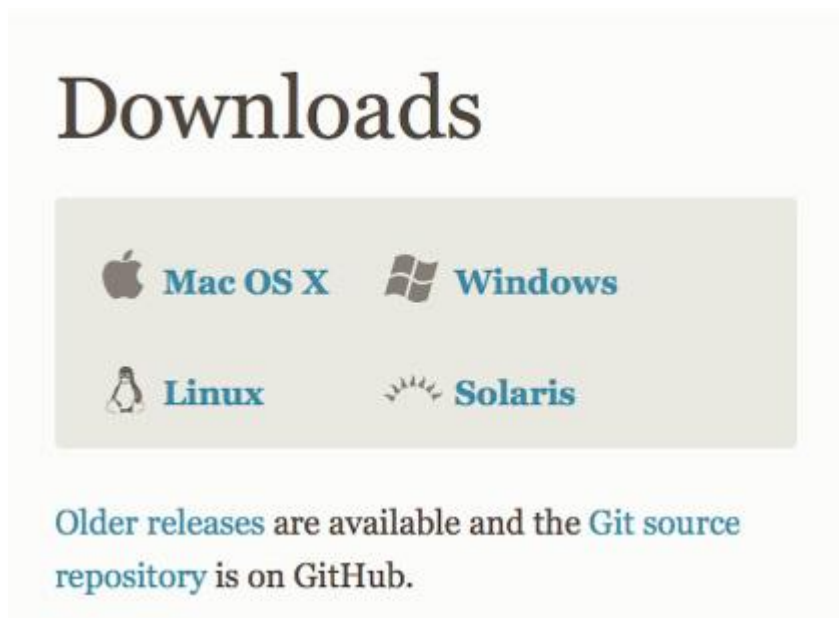 Downloads
Mac OS X Windows
Linux Solaris
Older releases are available and the Git source
repository is on GitHub.